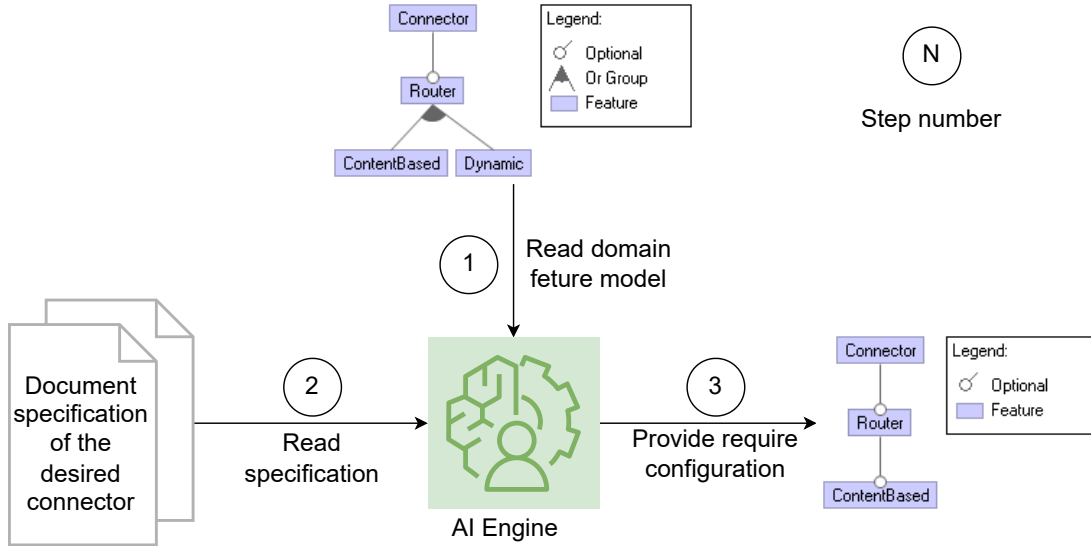 Connector
Router
ContentBased
Dynamic
Legend:
Optional
Or Group
Feature
N
Step number
1
Read domain
feture model
Document
specification
of the
desired
connector
2
Read
specification
AI Engine
3
Provide require
configuration
Connector
Router
ContentBased
Legend:
Optional
Feature